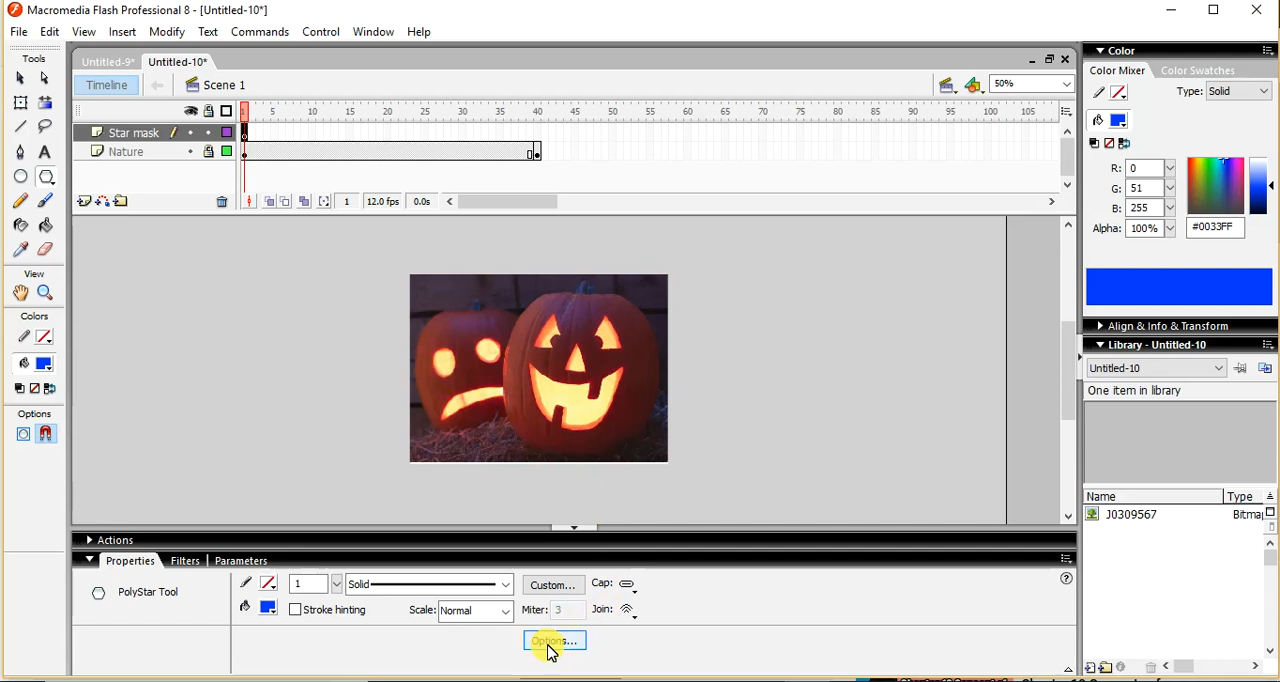 Macromedia Flash Professional 8 - [Untitled-10*]
File Edit View Insert Modify Text Commands Control Window Help
Tools
View
Colors
Options
Untitled-9* Untitled-10*
Timeline Scene 1 50%
1 5 10 15 20 25 30 35 40 45 50 55 60 65 70 75 80 85 90 95 100 105
Star mask
Nature
1 12.0 fps 0.0s
Actions
Properties Filters Parameters
PolyStar Tool
1 Solid Custom... Cap:
Stroke hinting Scale: Normal Miter: 3 Join:
Options...
Color
Color Mixer Color Swatches
Type: Solid
R: 0
G: 51
B: 255
Alpha: 100% #0033FF
Align & Info & Transform
Library - Untitled-10
Untitled-10
One item in library
Name Type
J0309567 Bitma